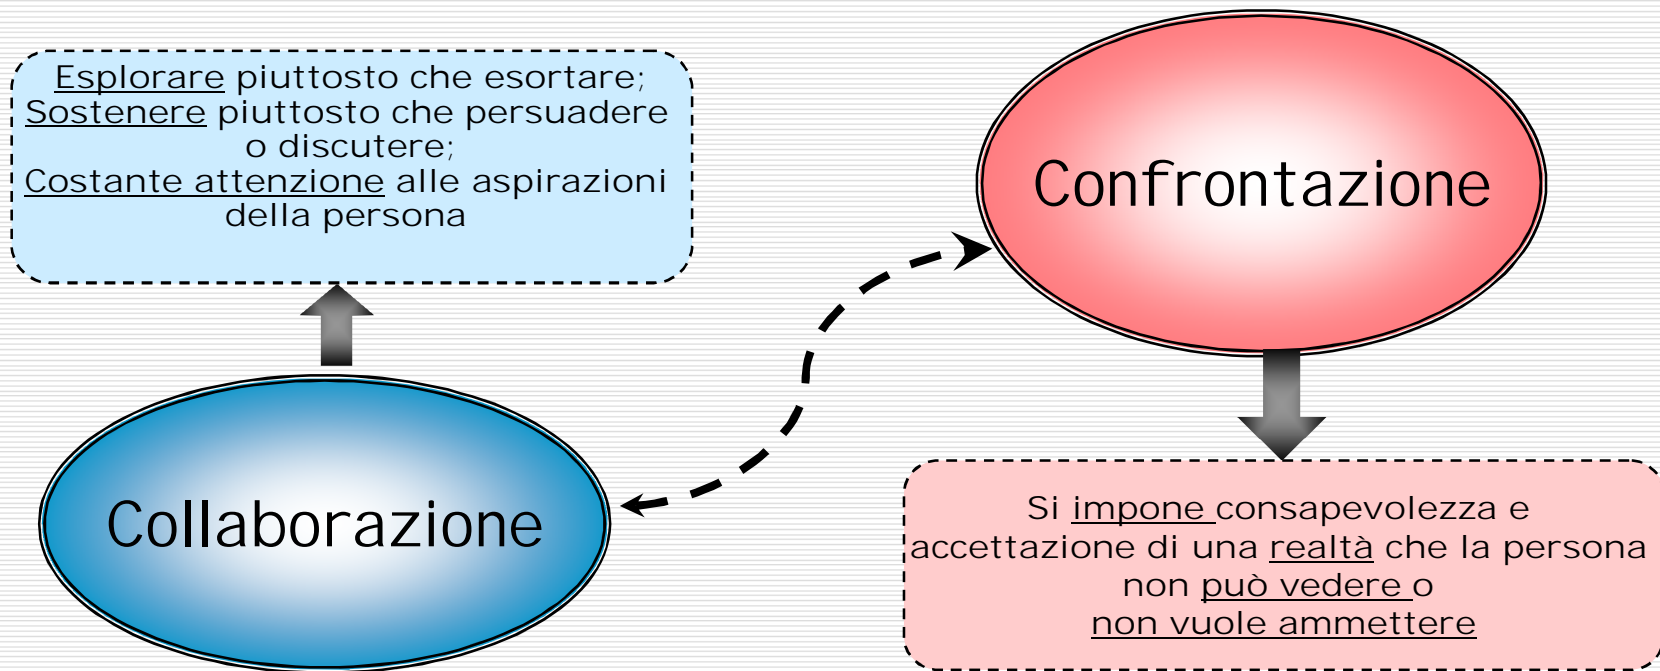 Esplorare piuttosto che esortare;
Sostenere piuttosto che persuadere
o discutere;
Costante attenzione alle aspirazioni
della persona
Confrontazione
Collaborazione
Si impone consapevolezza e
accettazione di una realtà che la persona
non può vedere o
non vuole ammettere